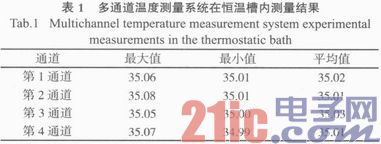 表 1 多通道温度测量系统在恒温槽内测量结果
Tab.1 Multichannel temperature measurement system experimental
measurements in the thermostatic bath
通道 最大值 最小值 平均值
第 1 通道 35.06 35.01 35.02
第 2 通道 35.08 35.01 35.01
第 3 通道 35.05 35.00 35.03
第 4 通道 35.07 34.99 35.01
21ic 电子网